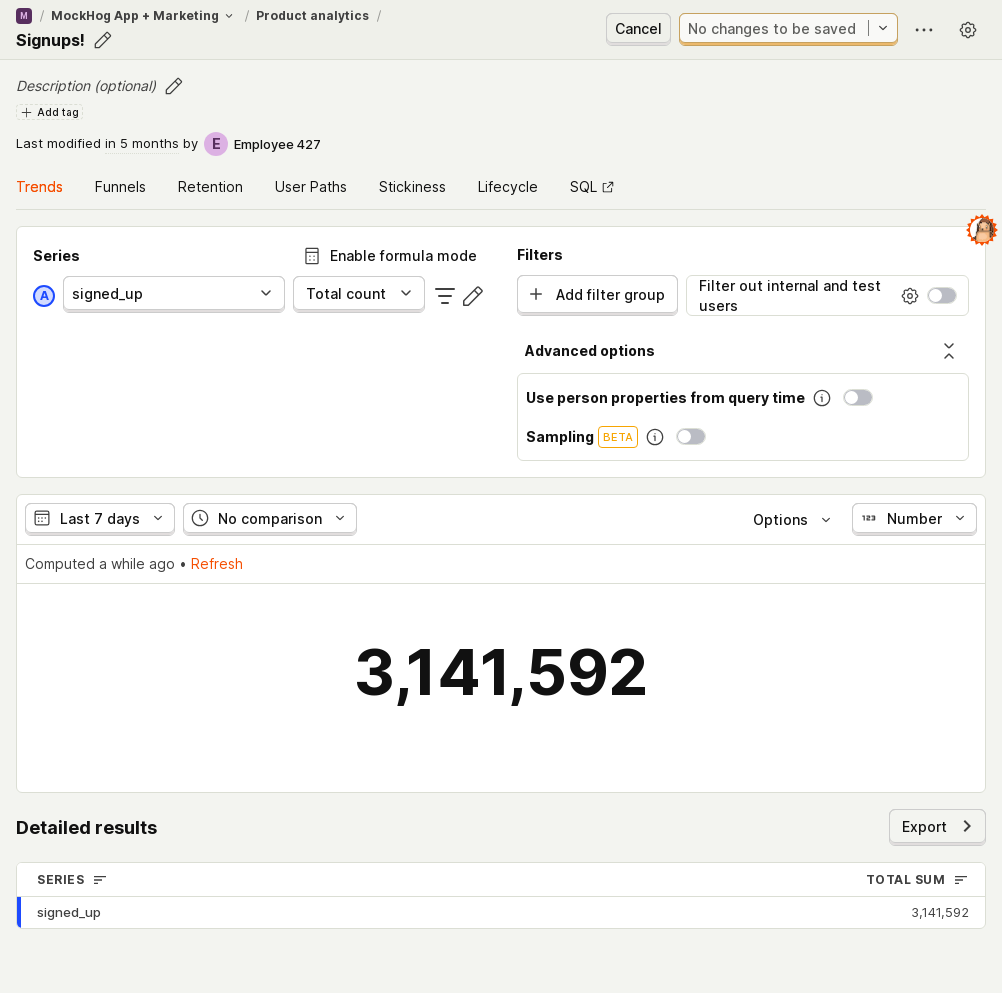 M / MockHog App + Marketing / Product analytics /
Signups!
Cancel
No changes to be saved
Description (optional)
Add tag
Last modified in 5 months by E Employee 427
Trends Funnels Retention User Paths Stickiness Lifecycle SQL
Series
Enable formula mode
A signed_up Total count
Filters
Add filter group
Filter out internal and test
users
Advanced options
Use person properties from query time
Sampling BETA
Last 7 days No comparison Options 123 Number
Computed a while ago • Refresh
3,141,592
Detailed results
Export
SERIES TOTAL SUM
signed_up 3,141,592